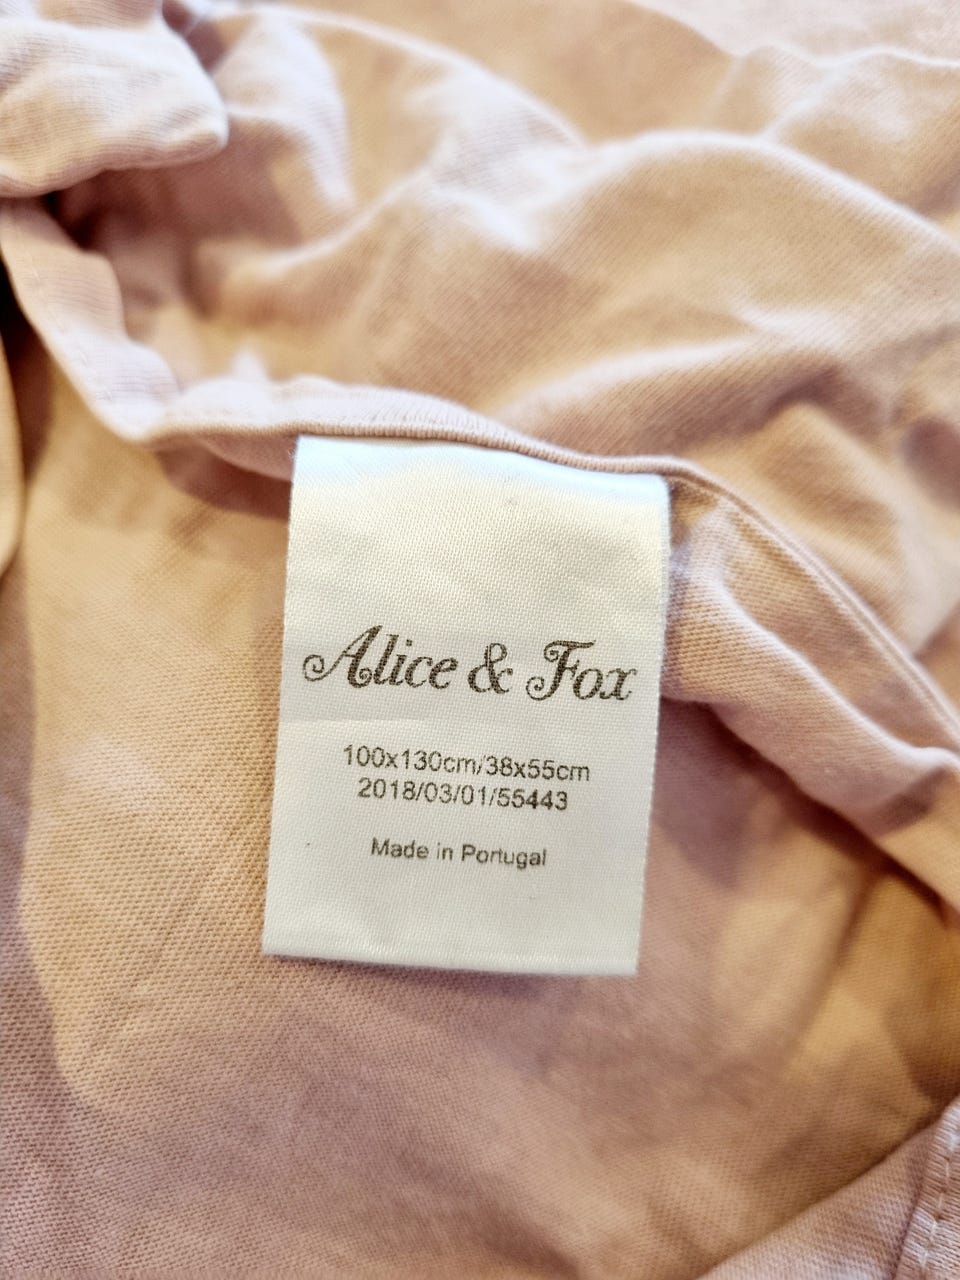 Alice & Fox
100x130cm/38x55cm
2018/03/01/55443
Made in Portugal